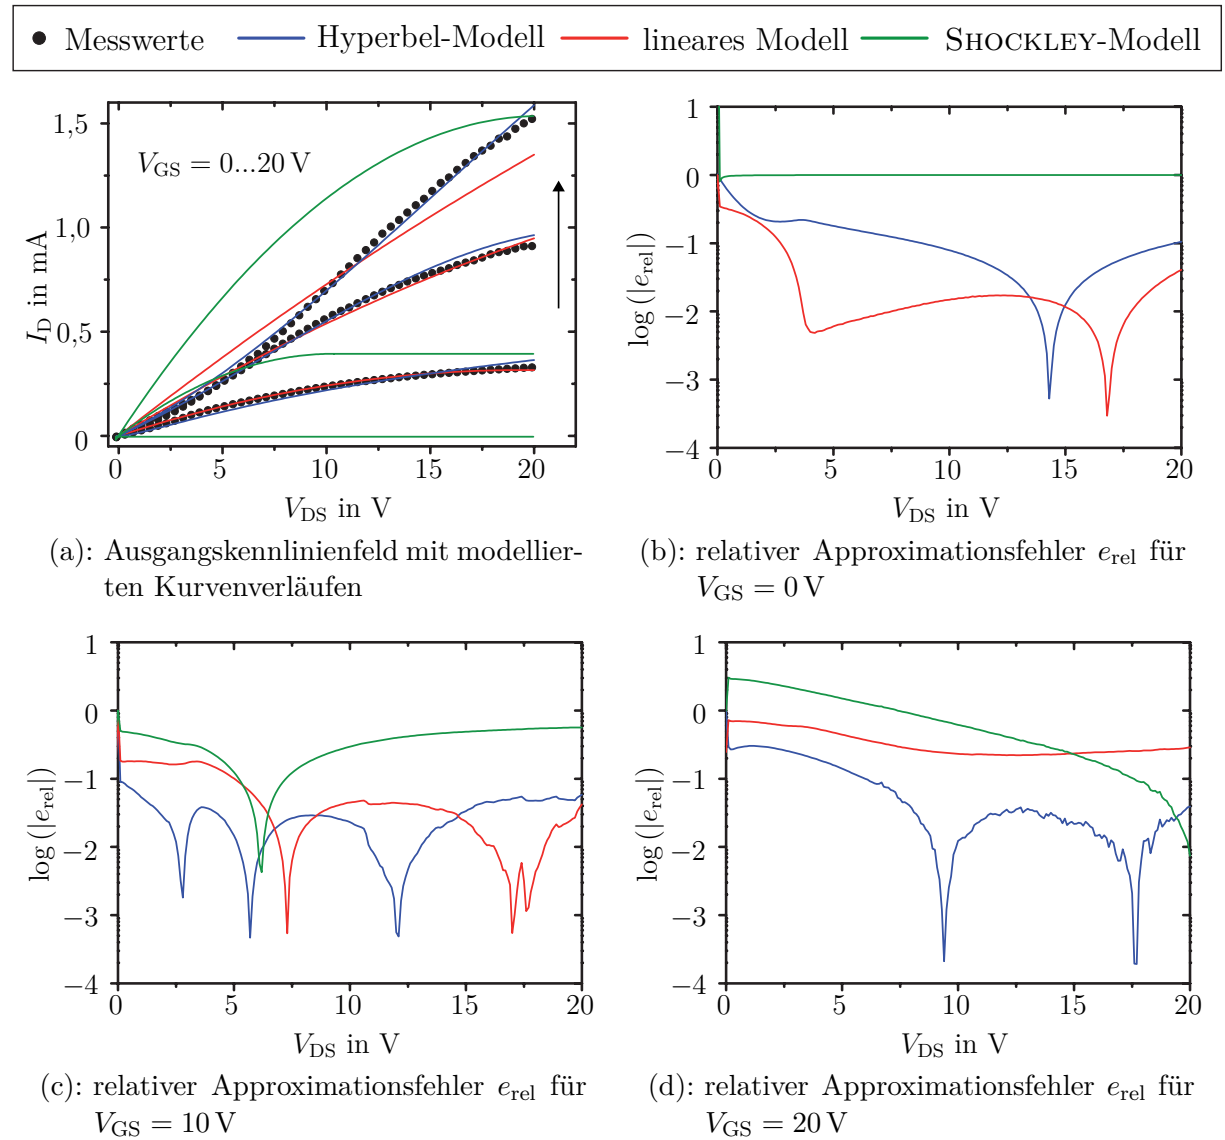 Messwerte Hyperbel-Modell lineares Modell SHOCKLEY-Modell
1,5
1,0
0,5
0
I_D in mA
V_GS = 0...20 V
0 5 10 15 20
V_DS in V
(a): Ausgangskennlinienfeld mit modellier-
ten Kurvenverläufen
1
0
−1
−2
−3
−4
log (|e_rel|)
0 5 10 15 20
V_DS in V
(b): relativer Approximationsfehler e_rel für
V_GS = 0 V
1
0
−1
−2
−3
−4
log (|e_rel|)
0 5 10 15 20
V_DS in V
(c): relativer Approximationsfehler e_rel für
V_GS = 10 V
1
0
−1
−2
−3
−4
log (|e_rel|)
0 5 10 15 20
V_DS in V
(d): relativer Approximationsfehler e_rel für
V_GS = 20 V